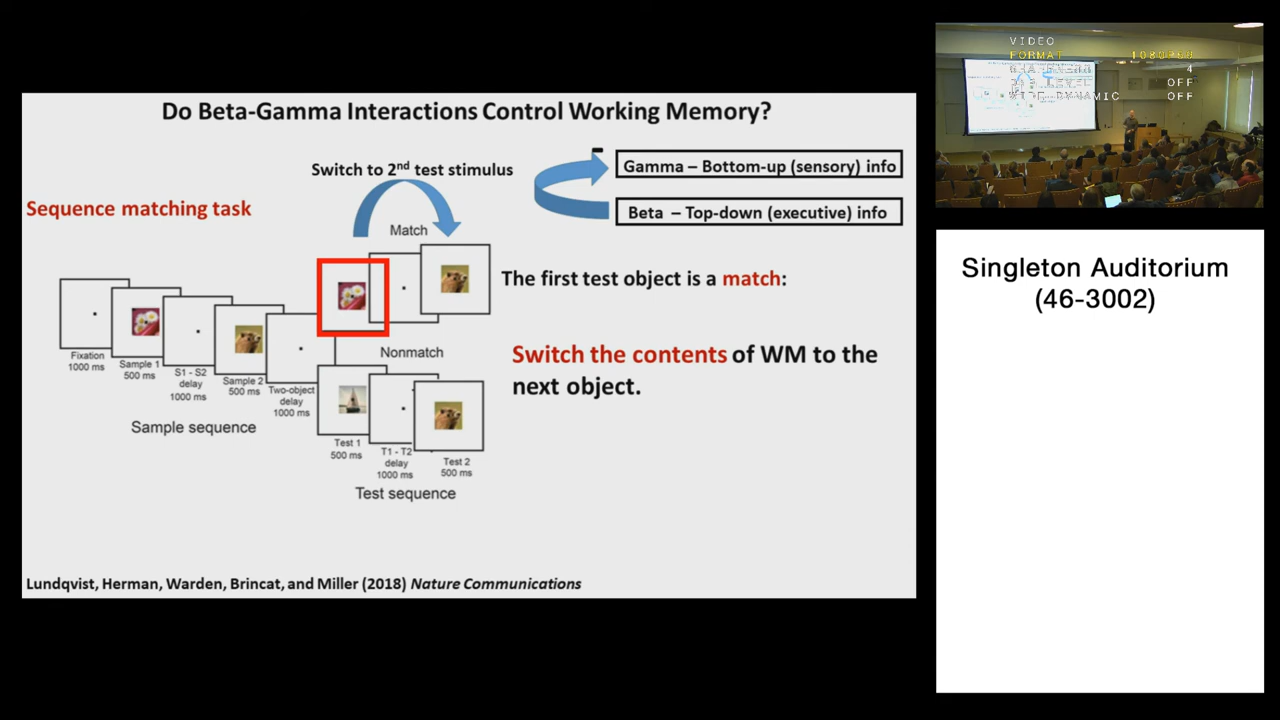 Do Beta-Gamma Interactions Control Working Memory?
Switch to 2nd test stimulus
Gamma – Bottom-up (sensory) info
Beta – Top-down (executive) info
Sequence matching task
Match
The first test object is a match:
Switch the contents of WM to the
next object.
Nonmatch
Fixation
1000 ms
Sample 1
500 ms
S1 - S2
delay
1000 ms
Sample 2
500 ms
Two-object
delay
1000 ms
Sample sequence
Test 1
500 ms
T1 - T2
delay
1000 ms
Test 2
500 ms
Test sequence
Lundqvist, Herman, Warden, Brincat, and Miller (2018) Nature Communications
VIDEO
FORMAT
4
OFF
DYNAMIC OFF
Singleton Auditorium
(46-3002)